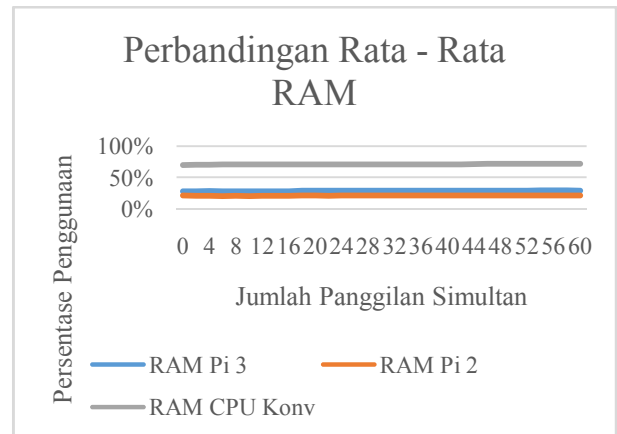 Perbandingan Rata - Rata
RAM
Persentase Penggunaan
100%
50%
0%
0 4 8 12 16 20 24 28 32 36 40 44 48 52 56 60
Jumlah Panggilan Simultan
RAM Pi 3
RAM Pi 2
RAM CPU Konv